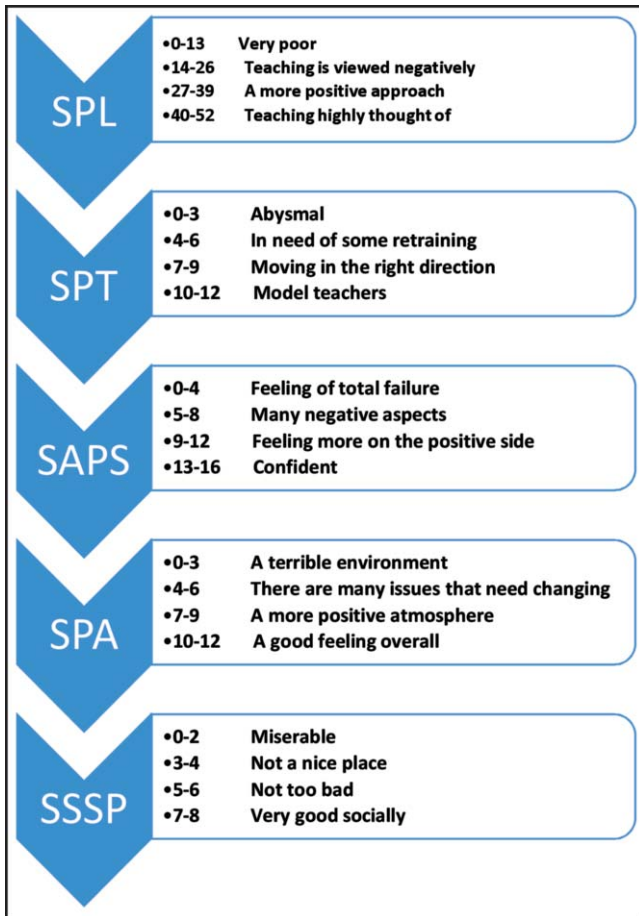 SPL
•0-13 Very poor
•14-26 Teaching is viewed negatively
•27-39 A more positive approach
•40-52 Teaching highly thought of
SPT
•0-3 Abysmal
•4-6 In need of some retraining
•7-9 Moving in the right direction
•10-12 Model teachers
SAPS
•0-4 Feeling of total failure
•5-8 Many negative aspects
•9-12 Feeling more on the positive side
•13-16 Confident
SPA
•0-3 A terrible environment
•4-6 There are many issues that need changing
•7-9 A more positive atmosphere
•10-12 A good feeling overall
SSSP
•0-2 Miserable
•3-4 Not a nice place
•5-6 Not too bad
•7-8 Very good socially